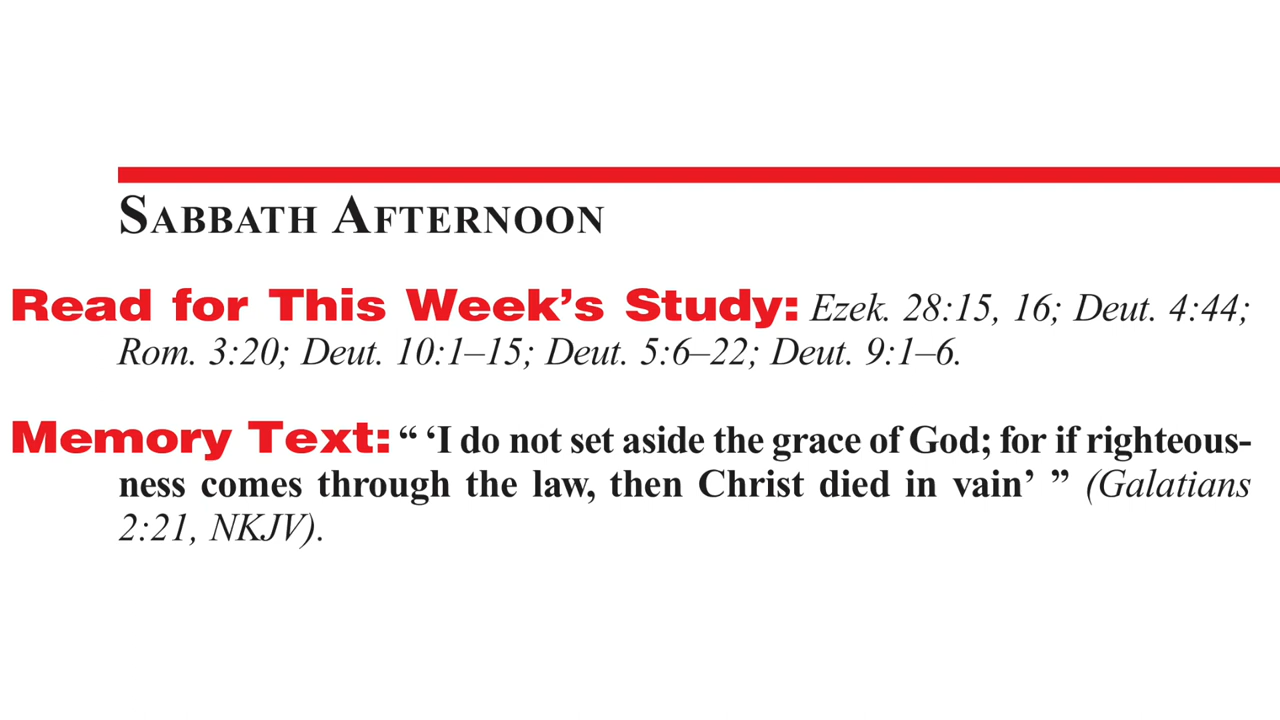 SABBATH AFTERNOON
Read for This Week’s Study: Ezek. 28:15, 16; Deut. 4:44;
Rom. 3:20; Deut. 10:1–15; Deut. 5:6–22; Deut. 9:1–6.
Memory Text: “ ‘I do not set aside the grace of God; for if righteous-
ness comes through the law, then Christ died in vain’ ” (Galatians
2:21, NKJV).